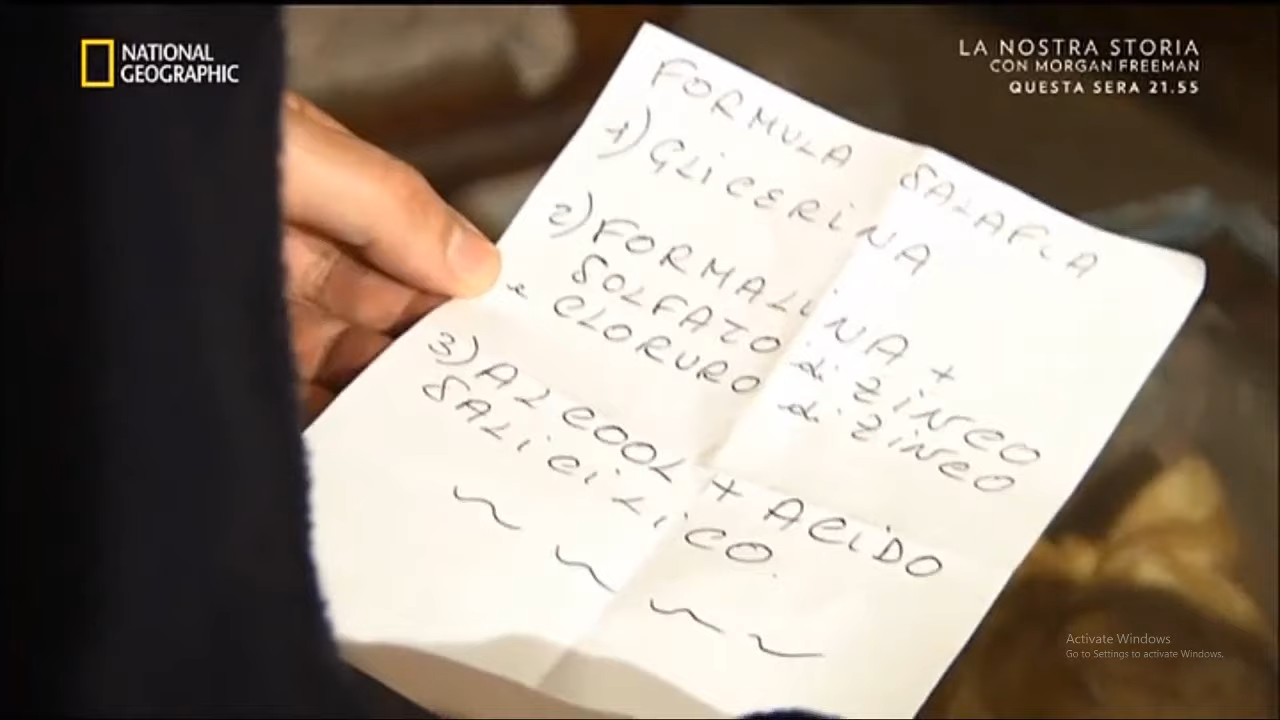 NATIONAL
GEOGRAPHIC
LA NOSTRA STORIA
CON MORGAN FREEMAN
QUESTA SERA 21.55
FORMULA SALAFLA
1) GLICERINA
2) FORMALINA +
SOLFATO di ZINCO
e CLORURO di ZINCO
3) ALCOOL + ACIDO
SALICILICO.
Activate Windows
Go to Settings to activate Windows.